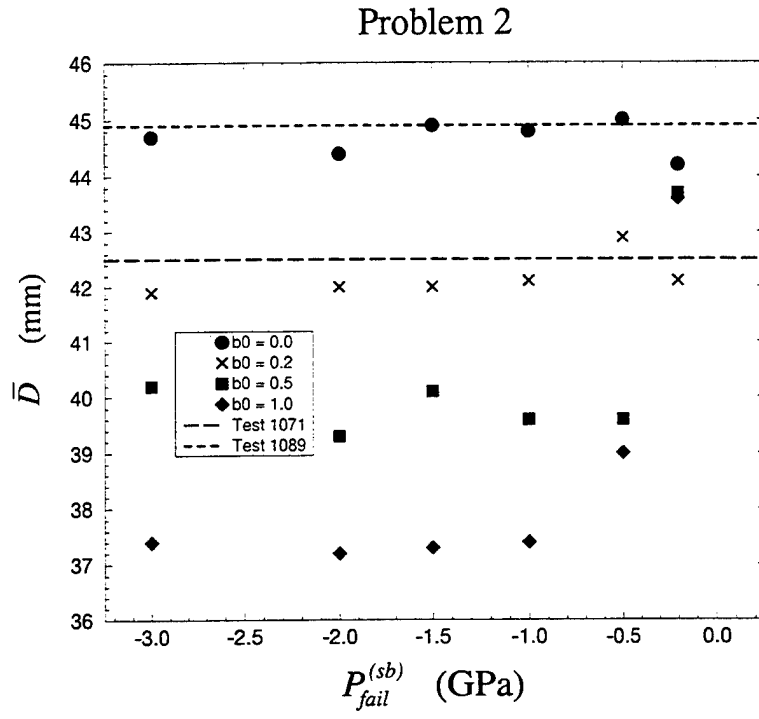 Problem 2
46
45
44
43
42
41
40
39
38
37
36
D̄ (mm)
b0 = 0.0
b0 = 0.2
b0 = 0.5
b0 = 1.0
Test 1071
Test 1089
-3.0 -2.5 -2.0 -1.5 -1.0 -0.5 0.0
P_{fail}^{(sb)} (GPa)